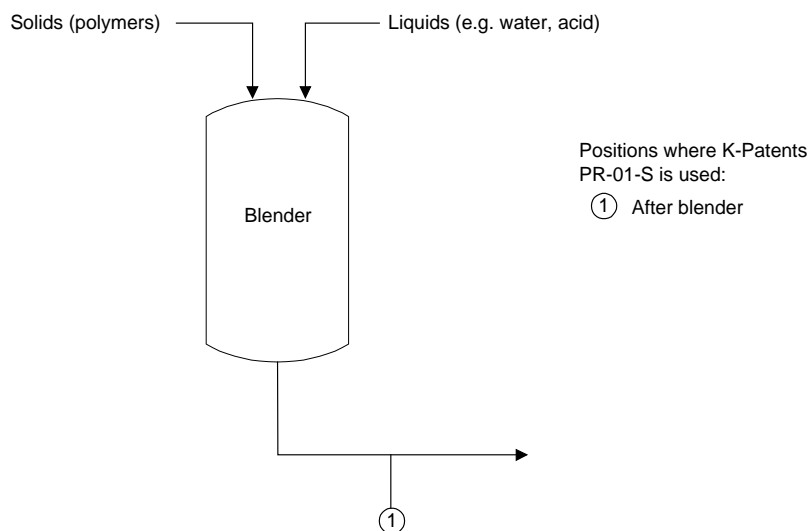 Solids (polymers)
Liquids (e.g. water, acid)
Positions where K-Patents
PR-01-S is used:
1 After blender
Blender
1